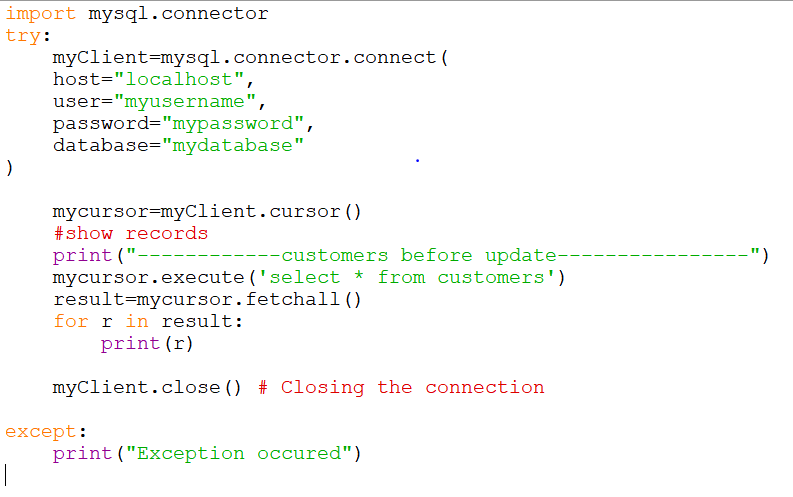 import mysql.connector
try:
    myClient=mysql.connector.connect(
    host="localhost",
    user="myusername",
    password="mypassword",
    database="mydatabase"
)
    mycursor=myClient.cursor()
    #show records
    print("------------customers before update----------------")
    mycursor.execute('select * from customers')
    result=mycursor.fetchall()
    for r in result:
        print(r)
    myClient.close() # Closing the connection
except:
    print("Exception occured")